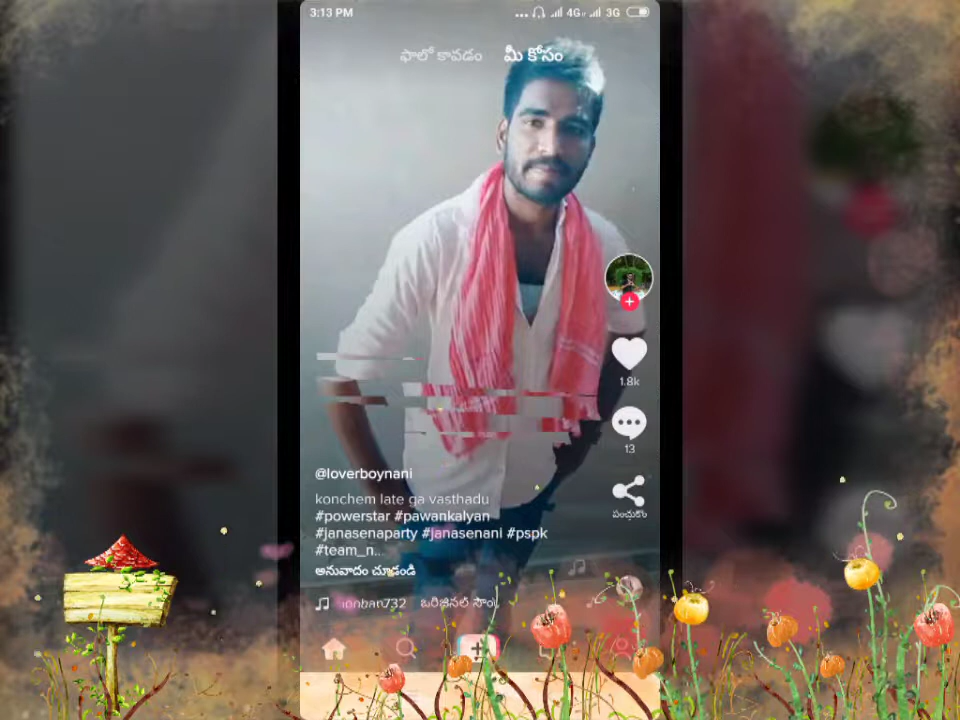 3:13 PM
4G
3G
ఫాలో కావడం మీ కోసం
1.8k
13
పంచుకొ
@loverboynani
konchem late ga vasthadu
#powerstar #pawankalyan
#janasenaparty #janasenani #pspk
#team_n...
అనువాదం చూడండి
ఒరిజినల్ సౌం